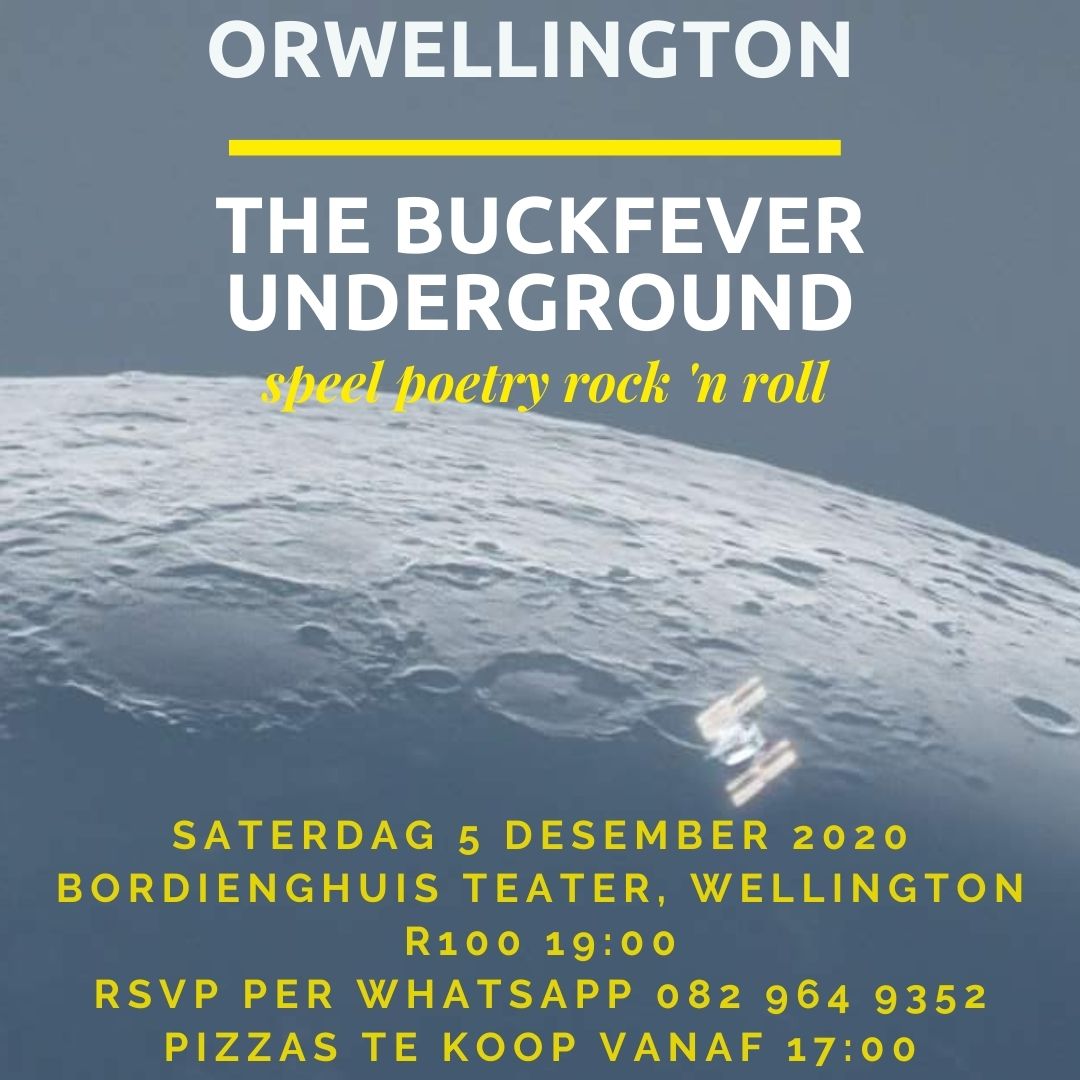 ORWELLINGTON
THE BUCKFEVER
UNDERGROUND
speel poetry rock 'n roll
SATERDAG 5 DESEMBER 2020
BORDIENGHUIS TEATER, WELLINGTON
R100 19:00
RSVP PER WHATSAPP 082 964 9352
PIZZAS TE KOOP VANAF 17:00